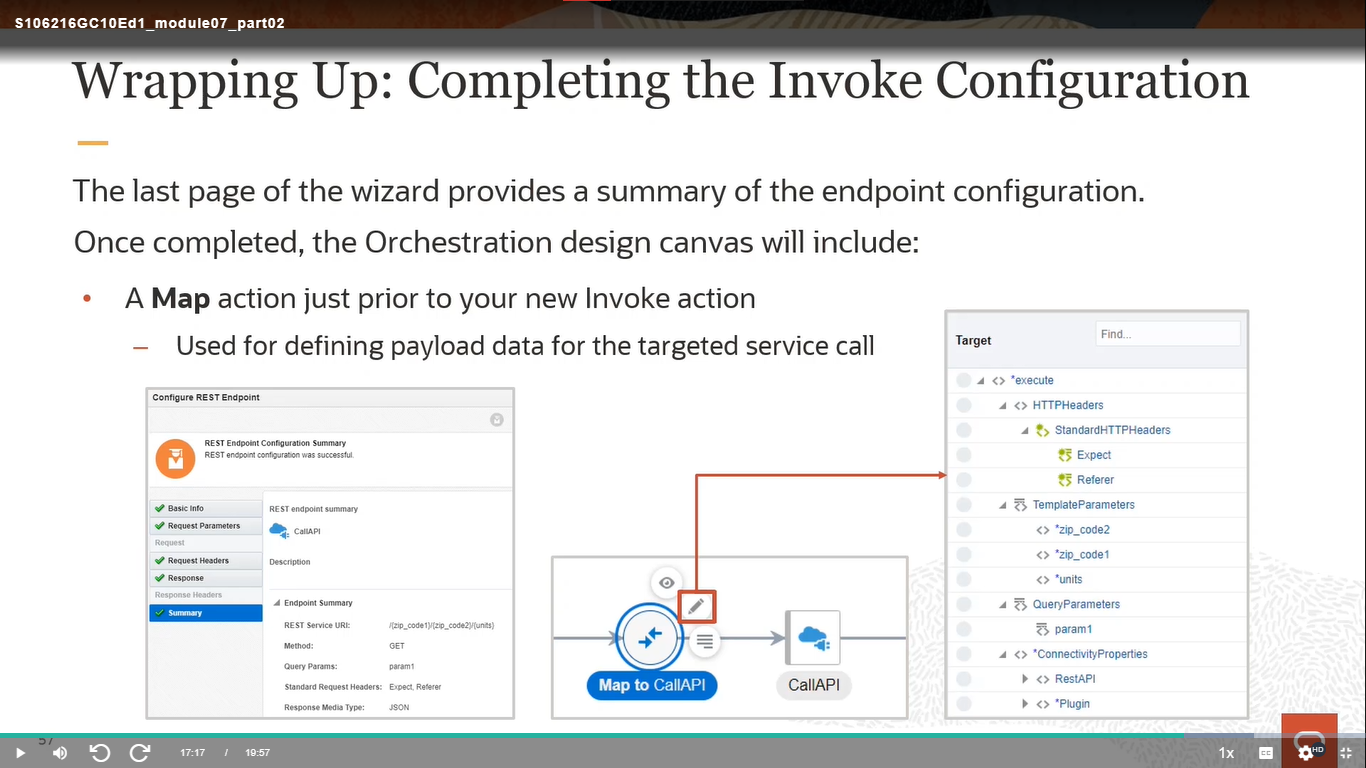 S106216GC10Ed1_module07_part02
Wrapping Up: Completing the Invoke Configuration
The last page of the wizard provides a summary of the endpoint configuration.
Once completed, the Orchestration design canvas will include:
• A Map action just prior to your new Invoke action
– Used for defining payload data for the targeted service call
Configure REST Endpoint
REST Endpoint Configuration Summary
REST endpoint configuration was successful.
Basic Info
Request Parameters
Request
Request Headers
Response
Response Headers
Summary
REST endpoint summary
CallAPI
Description
Endpoint Summary
REST Service URI: /{zip_code1}/{zip_code2}/{units}
Method: GET
Query Params: param1
Standard Request Headers: Expect, Referer
Response Media Type: JSON
Map to CallAPI
CallAPI
Target
Find...
*execute
HTTPHeaders
StandardHTTPHeaders
Expect
Referer
TemplateParameters
*zip_code2
*zip_code1
*units
QueryParameters
param1
*ConnectivityProperties
RestAPI
*Plugin
57
17:17 / 19:57
1x
CC
HD